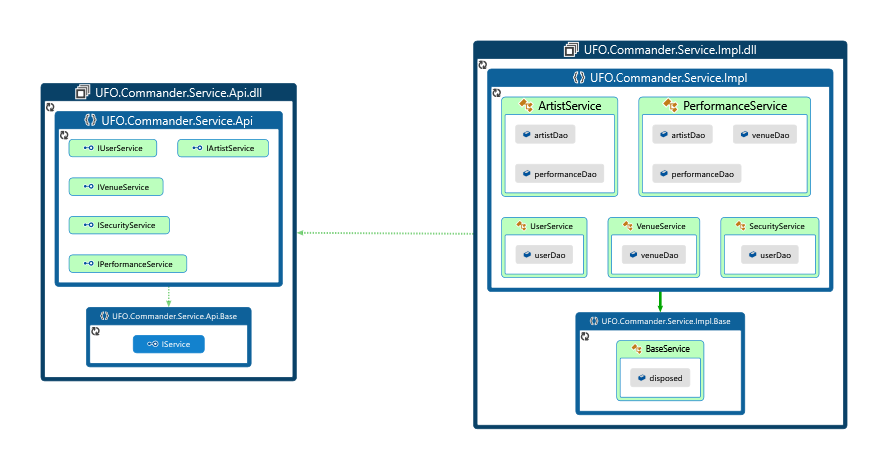 UFO.Commander.Service.Api.dll
UFO.Commander.Service.Api
IUserService
IArtistService
IVenueService
ISecurityService
IPerformanceService
UFO.Commander.Service.Api.Base
IService
UFO.Commander.Service.Impl.dll
UFO.Commander.Service.Impl
ArtistService
artistDao
performanceDao
PerformanceService
artistDao
venueDao
performanceDao
UserService
userDao
VenueService
venueDao
SecurityService
userDao
UFO.Commander.Service.Impl.Base
BaseService
disposed